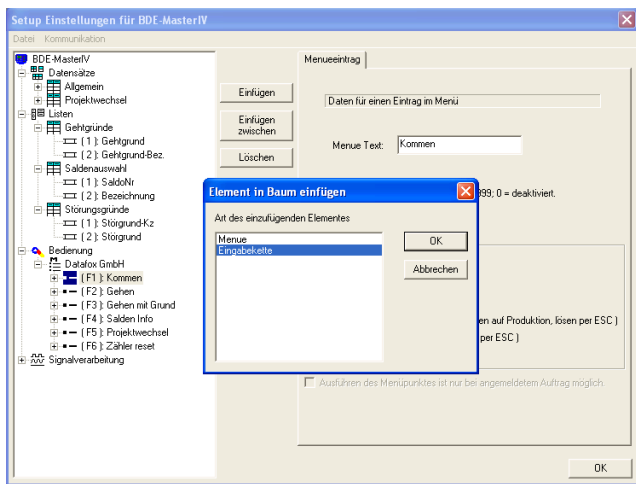 Setup Einstellungen für BDE-MasterIV
Datei Kommunikation
BDE-MasterIV
Datensätze
Allgemein
Projektwechsel
Listen
Gehtgründe
( 1 ): Gehtgrund
( 2 ): Gehtgrund-Bez.
Saldenauswahl
( 1 ): SaldoNr
( 2 ): Bezeichnung
Störungsgründe
( 1 ): Störgrund-Kz
( 2 ): Störgrund
Bedienung
Datafox GmbH
( F1 ): Kommen
( F2 ): Gehen
( F3 ): Gehen mit Grund
( F4 ): Salden Info
( F5 ): Projektwechsel
( F6 ): Zähler reset
Signalverarbeitung
Einfügen
Einfügen
zwischen
Löschen
Menueeintrag
Daten für einen Eintrag im Menü
Menue Text: Kommen
999; 0 = deaktiviert.
Element in Baum einfügen
Art des einzufügenden Elementes
Menue
Eingabekette
OK
Abbrechen
en auf Produktion, lösen per ESC )
per ESC )
Ausführen des Menüpunktes ist nur bei angemeldetem Auftrag möglich.
OK